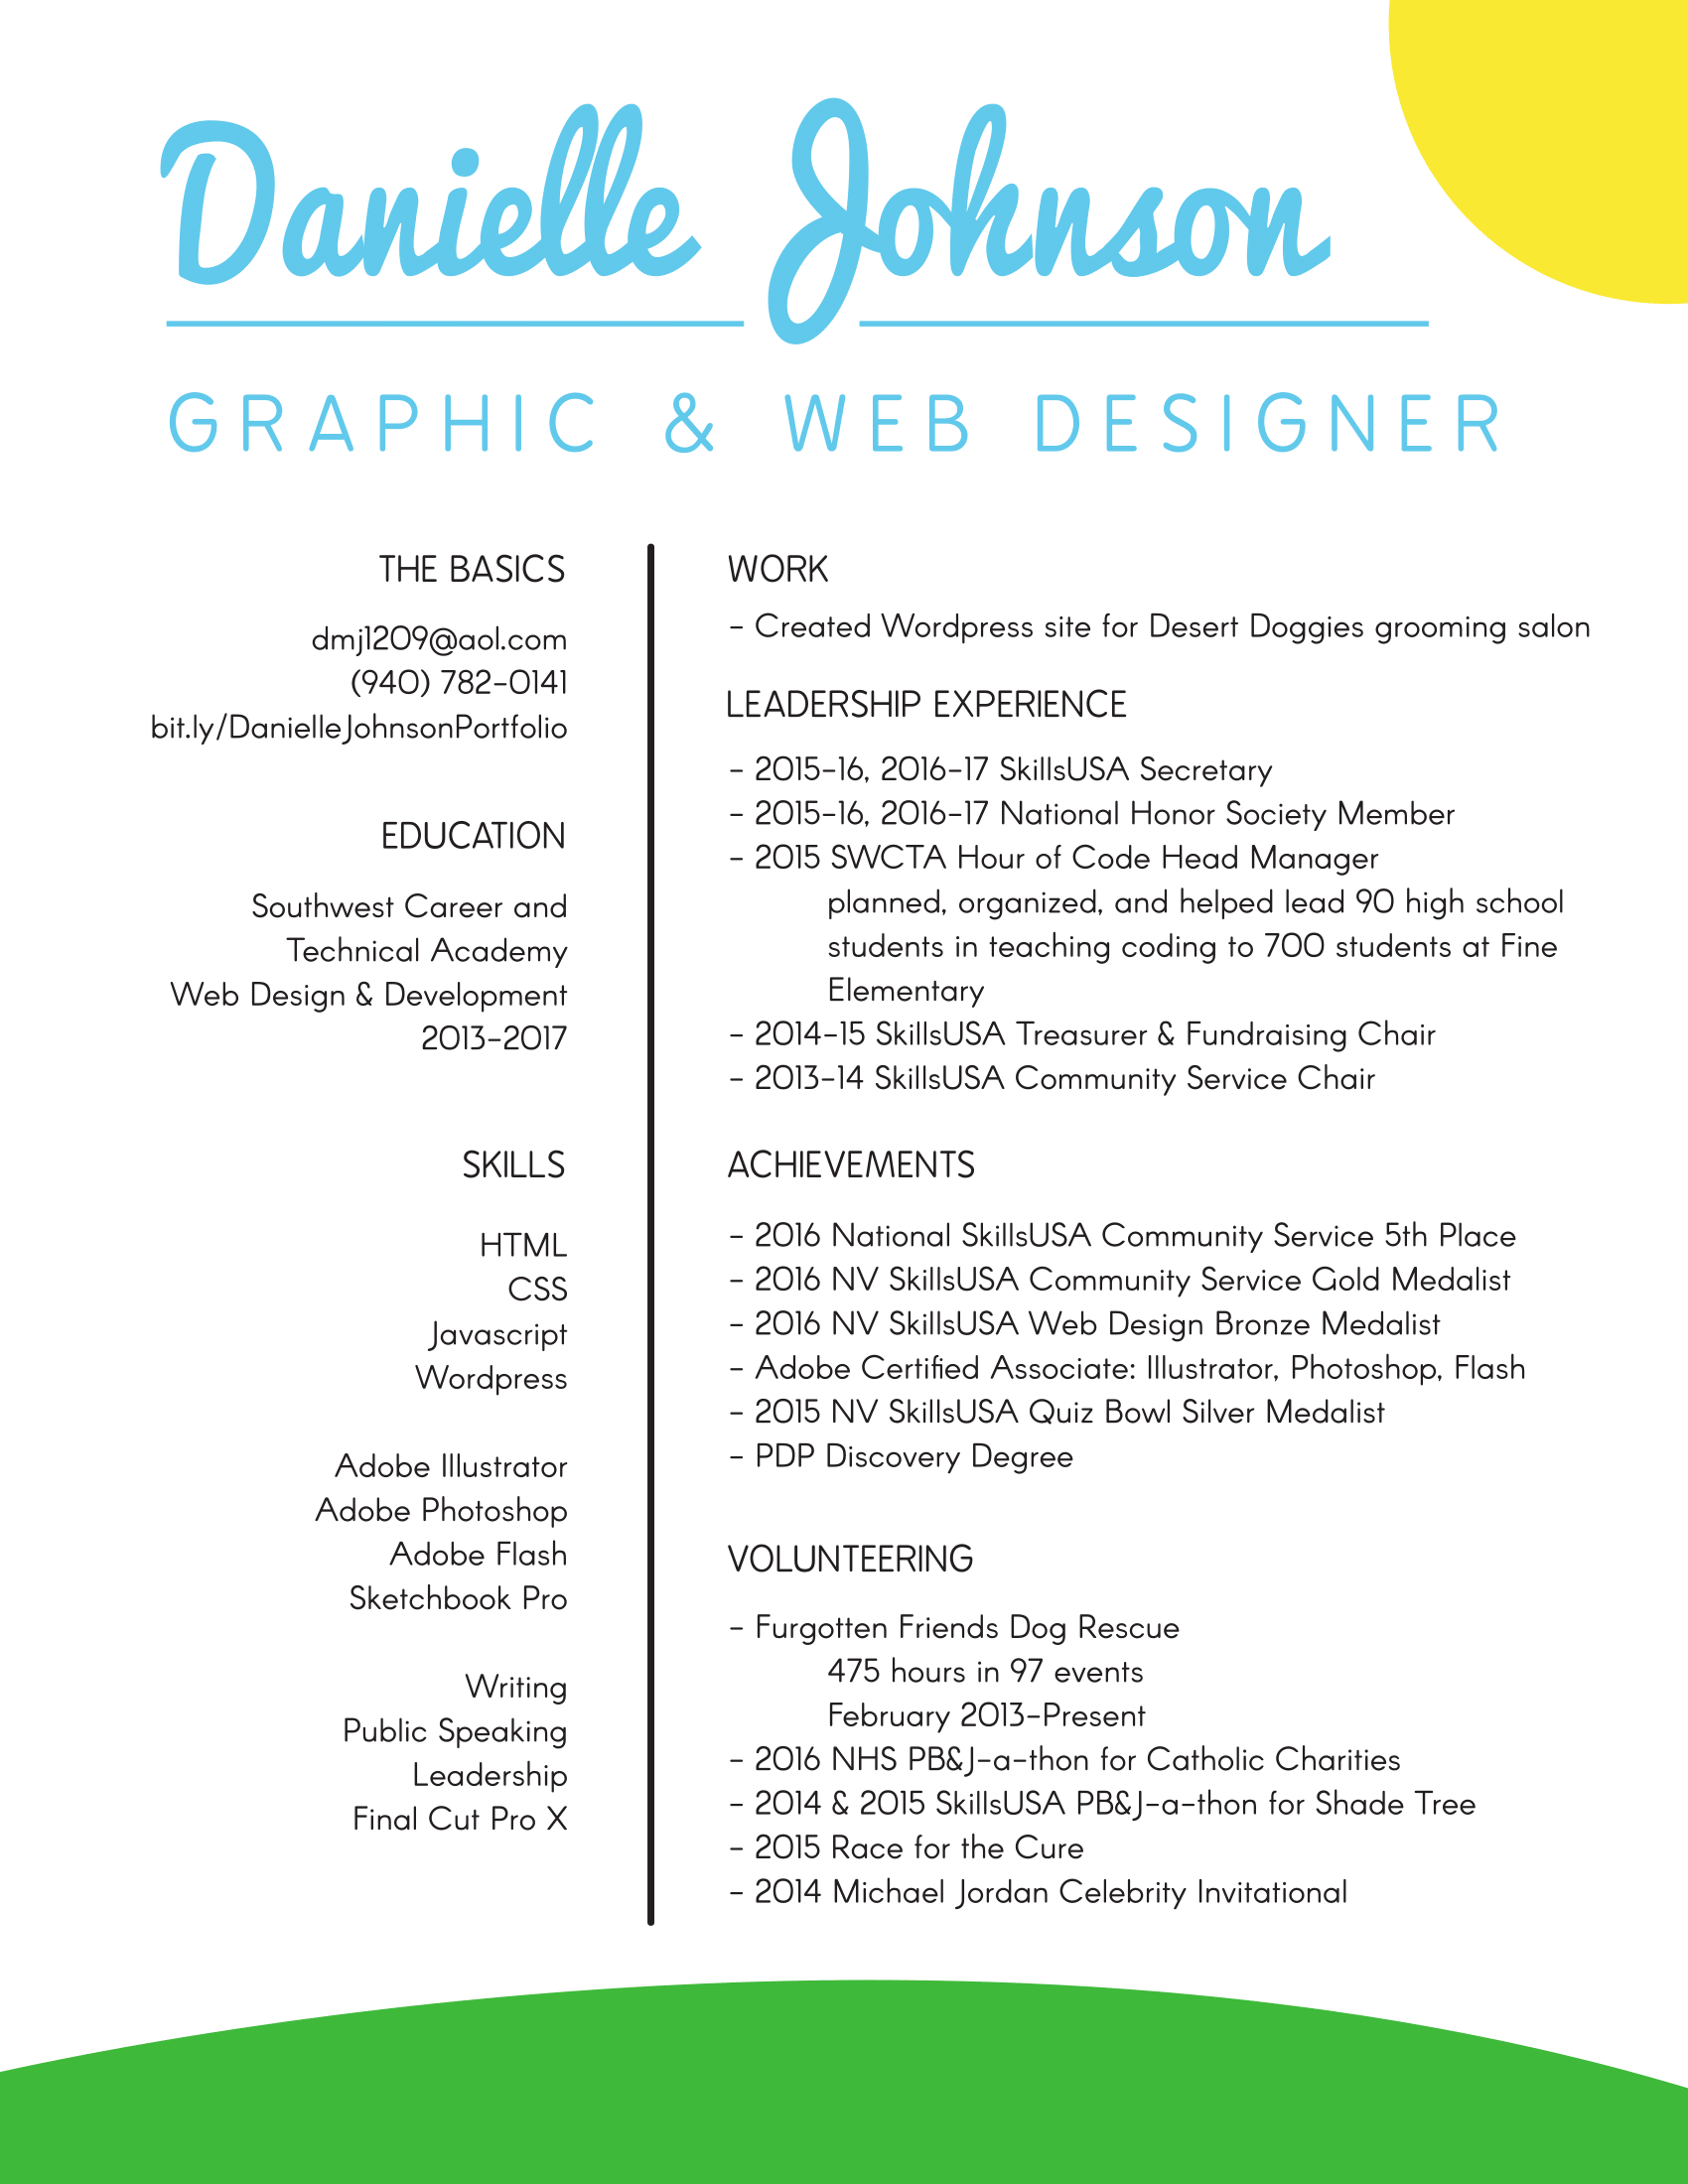 Danielle Johnson
GRAPHIC & WEB DESIGNER
THE BASICS
dmj1209@aol.com
(940) 782-0141
bit.ly/DanielleJohnsonPortfolio
EDUCATION
Southwest Career and
Technical Academy
Web Design & Development
2013-2017
SKILLS
HTML
CSS
Javascript
Wordpress
Adobe Illustrator
Adobe Photoshop
Adobe Flash
Sketchbook Pro
Writing
Public Speaking
Leadership
Final Cut Pro X
WORK
- Created Wordpress site for Desert Doggies grooming salon
LEADERSHIP EXPERIENCE
- 2015-16, 2016-17 SkillsUSA Secretary
- 2015-16, 2016-17 National Honor Society Member
- 2015 SWCTA Hour of Code Head Manager
planned, organized, and helped lead 90 high school
students in teaching coding to 700 students at Fine
Elementary
- 2014-15 SkillsUSA Treasurer & Fundraising Chair
- 2013-14 SkillsUSA Community Service Chair
ACHIEVEMENTS
- 2016 National SkillsUSA Community Service 5th Place
- 2016 NV SkillsUSA Community Service Gold Medalist
- 2016 NV SkillsUSA Web Design Bronze Medalist
- Adobe Certified Associate: Illustrator, Photoshop, Flash
- 2015 NV SkillsUSA Quiz Bowl Silver Medalist
- PDP Discovery Degree
VOLUNTEERING
- Furgotten Friends Dog Rescue
475 hours in 97 events
February 2013-Present
- 2016 NHS PB&J-a-thon for Catholic Charities
- 2014 & 2015 SkillsUSA PB&J-a-thon for Shade Tree
- 2015 Race for the Cure
- 2014 Michael Jordan Celebrity Invitational